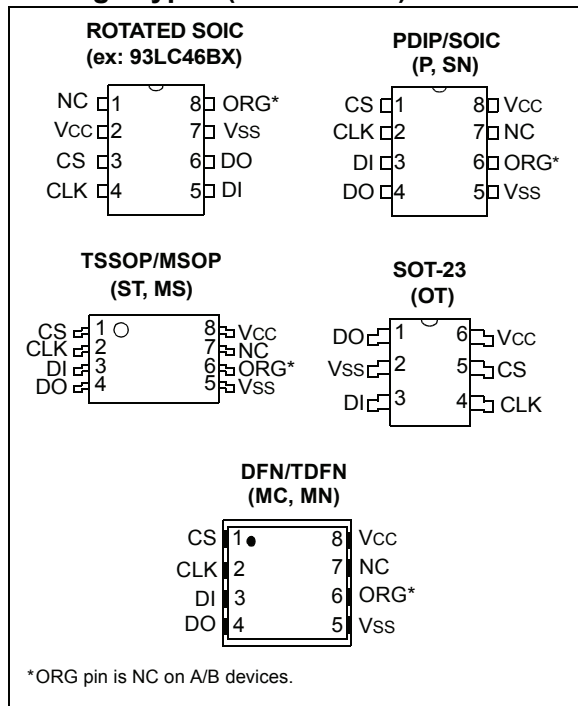 ROTATED SOIC
(ex: 93LC46BX)
NC 1 8 ORG*
VCC 2 7 VSS
CS 3 6 DO
CLK 4 5 DI
PDIP/SOIC
(P, SN)
CS 1 8 VCC
CLK 2 7 NC
DI 3 6 ORG*
DO 4 5 VSS
TSSOP/MSOP
(ST, MS)
CS 1 8 VCC
CLK 2 7 NC
DI 3 6 ORG*
DO 4 5 VSS
SOT-23
(OT)
DO 1 6 VCC
VSS 2 5 CS
DI 3 4 CLK
DFN/TDFN
(MC, MN)
CS 1 8 VCC
CLK 2 7 NC
DI 3 6 ORG*
DO 4 5 VSS
*ORG pin is NC on A/B devices.